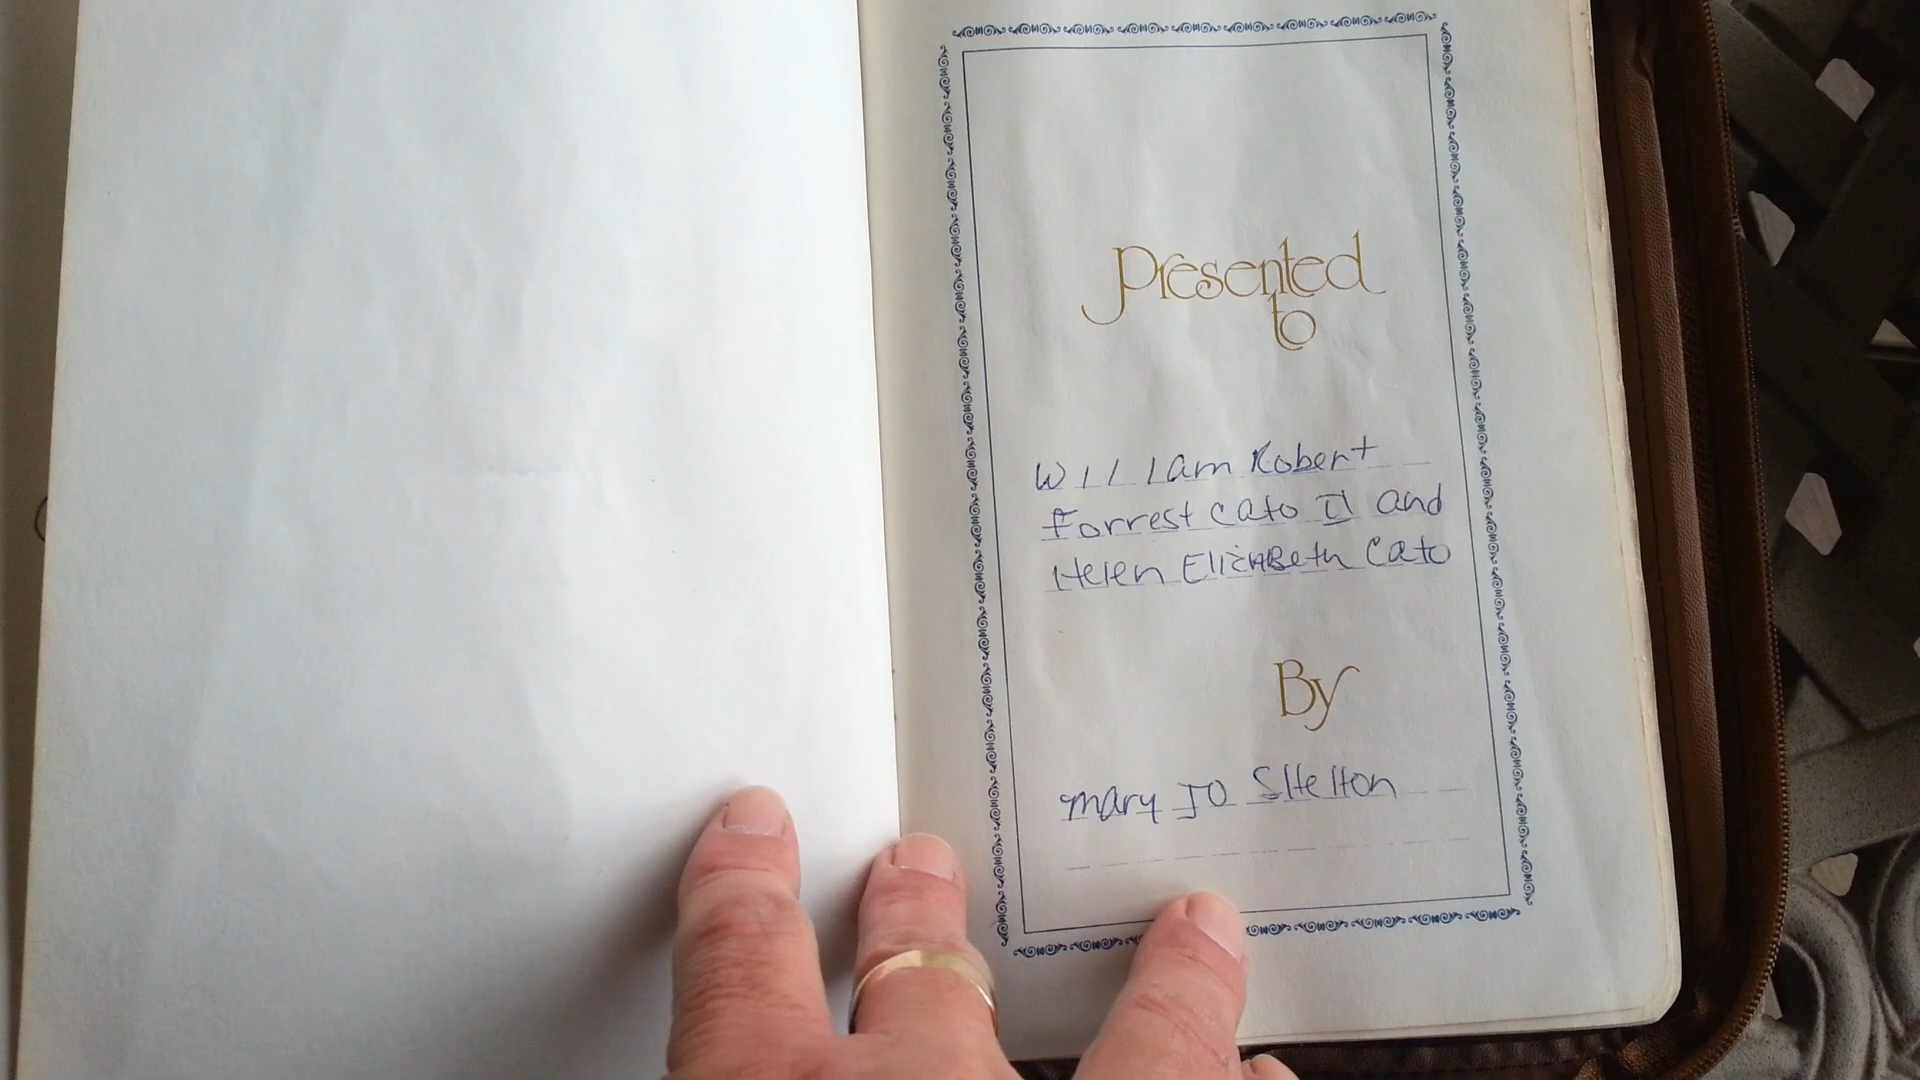 Presented
to
William Robert
Forrest Cato II and
Helen Elizabeth Cato
By
Mary Jo Shelton